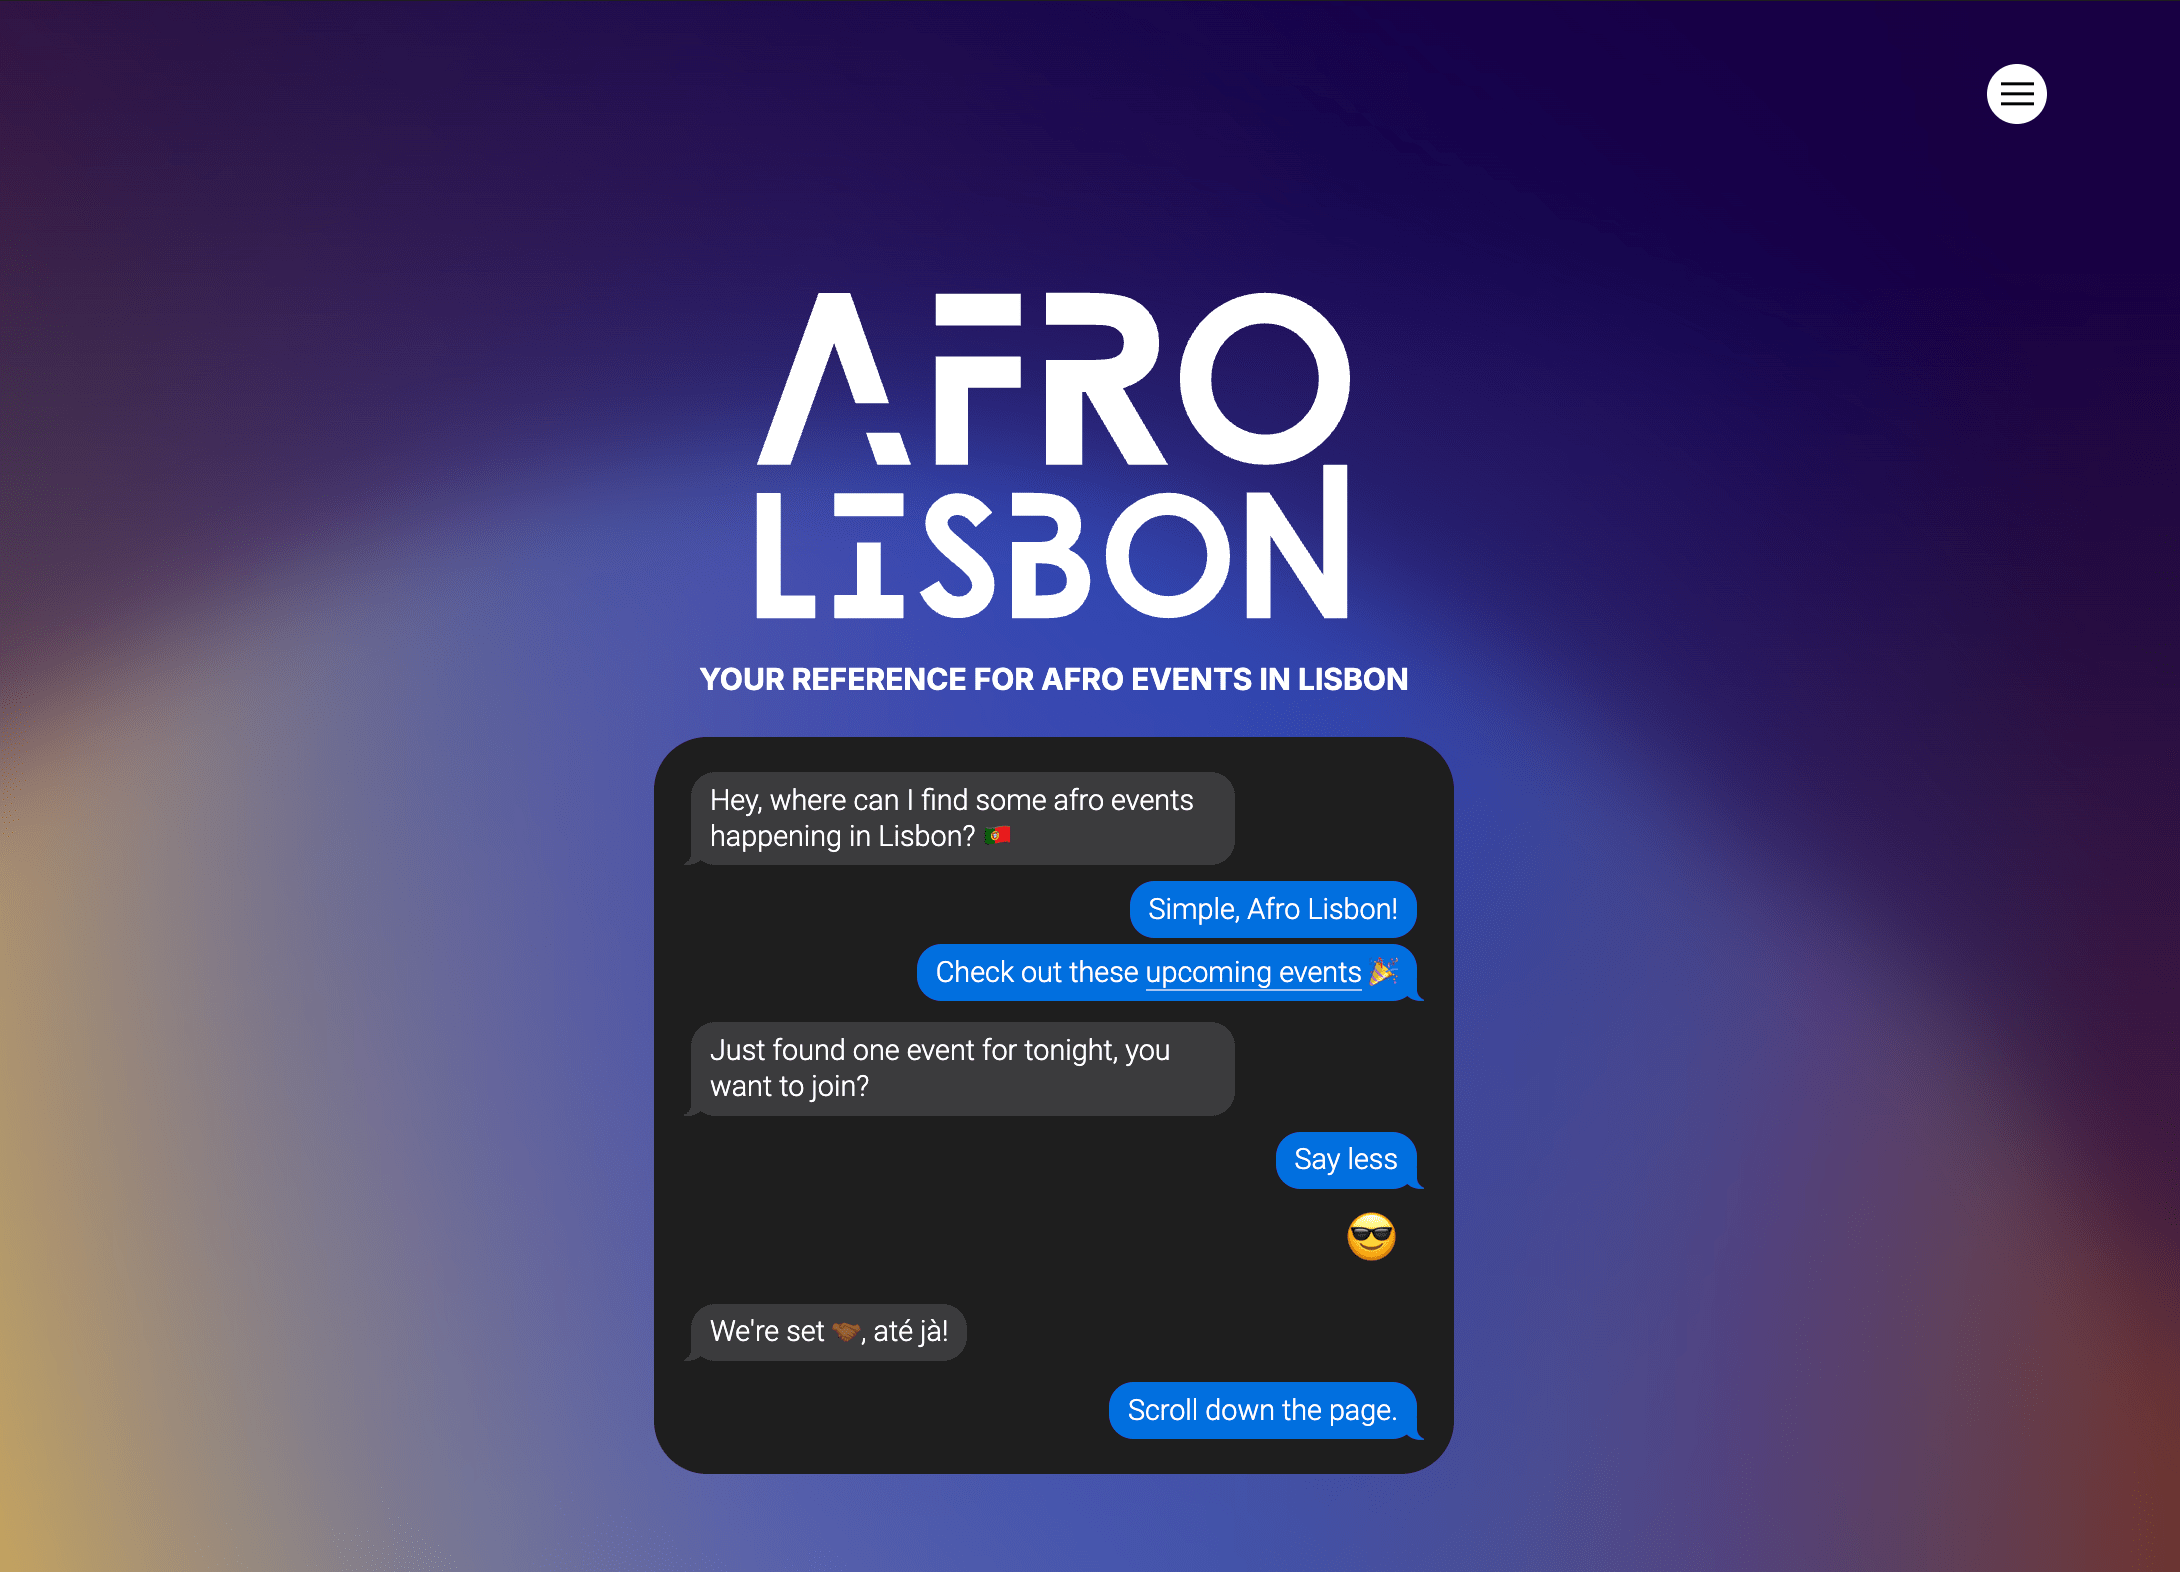 AFRO
LISBON
YOUR REFERENCE FOR AFRO EVENTS IN LISBON
Hey, where can I find some afro events
happening in Lisbon? 🇵🇹
Simple, Afro Lisbon!
Check out these upcoming events 🎉
Just found one event for tonight, you
want to join?
Say less
😎
We're set 🤝🏾, até jà!
Scroll down the page.